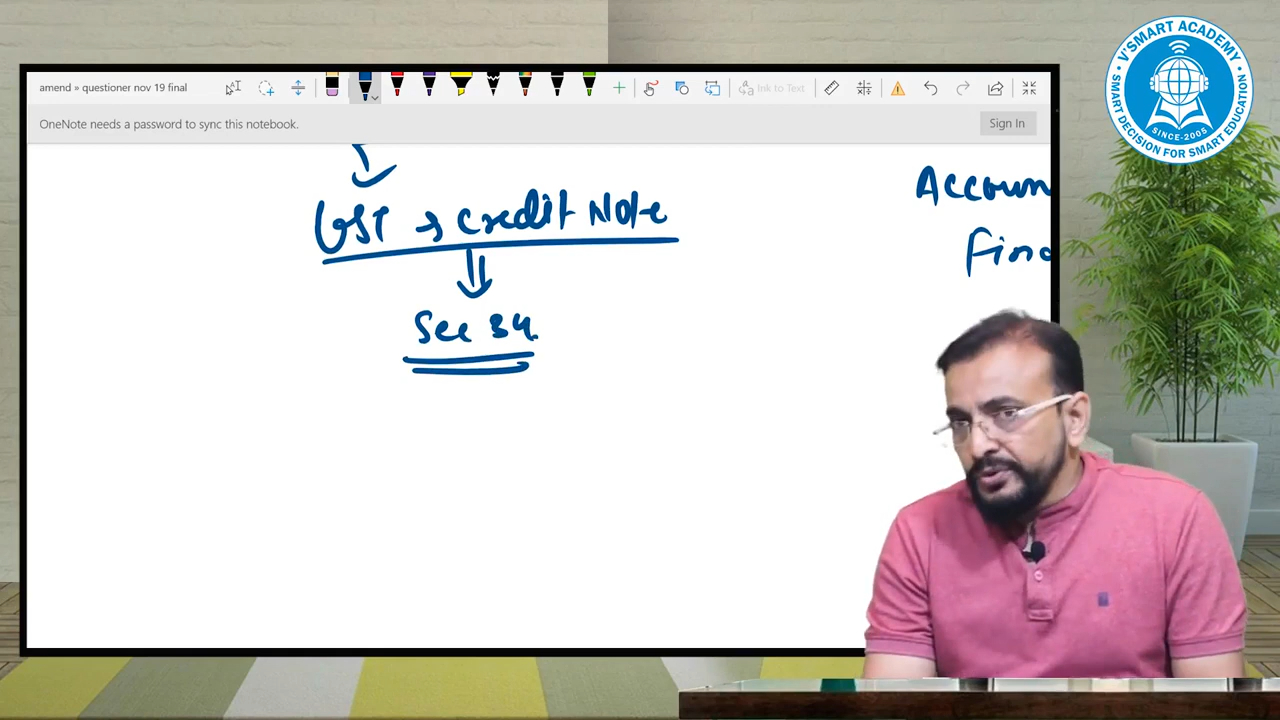 amend » questioner nov 19 final
Ink to Text
OneNote needs a password to sync this notebook.
Sign In
GST → Credit Note
Sec 34
Accoun
Fina
V'SMART ACADEMY
SINCE-2005
SMART DECISION FOR SMART EDUCATION